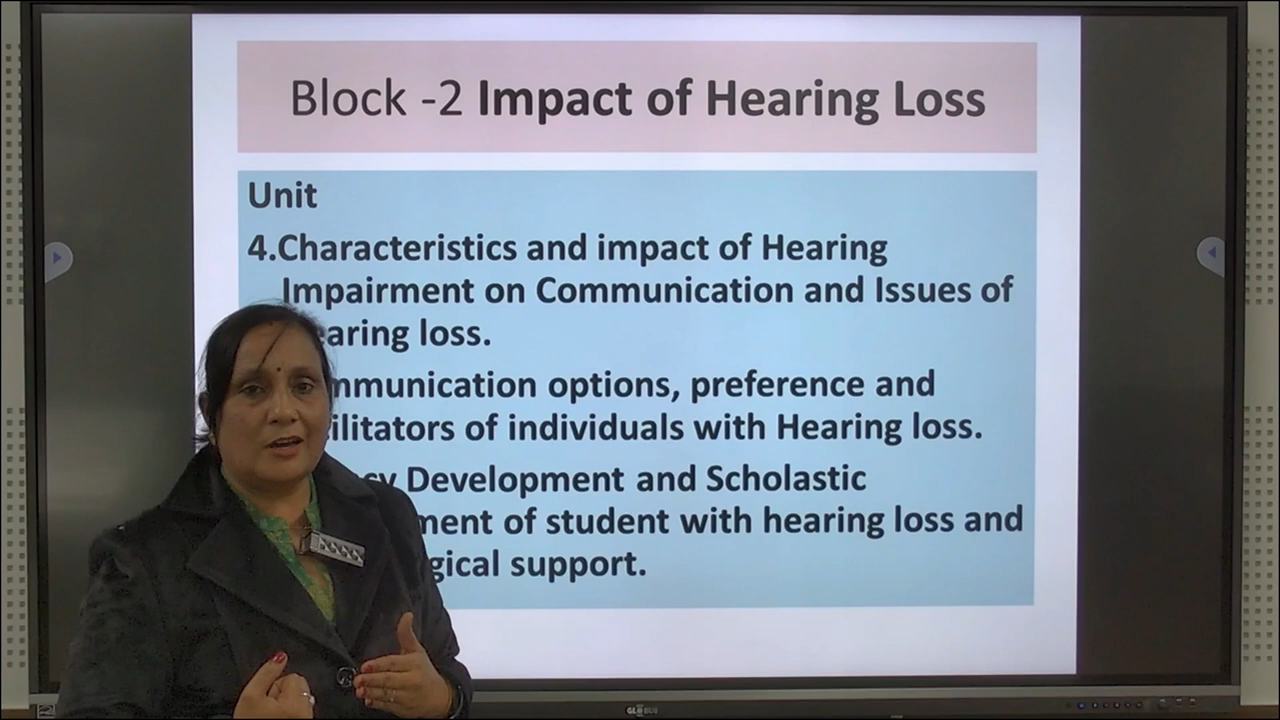 Block -2 Impact of Hearing Loss
Unit
4.Characteristics and impact of Hearing
Impairment on Communication and Issues of
earing loss.
mmunication options, preference and
ilitators of individuals with Hearing loss.
cy Development and Scholastic
ment of student with hearing loss and
gical support.